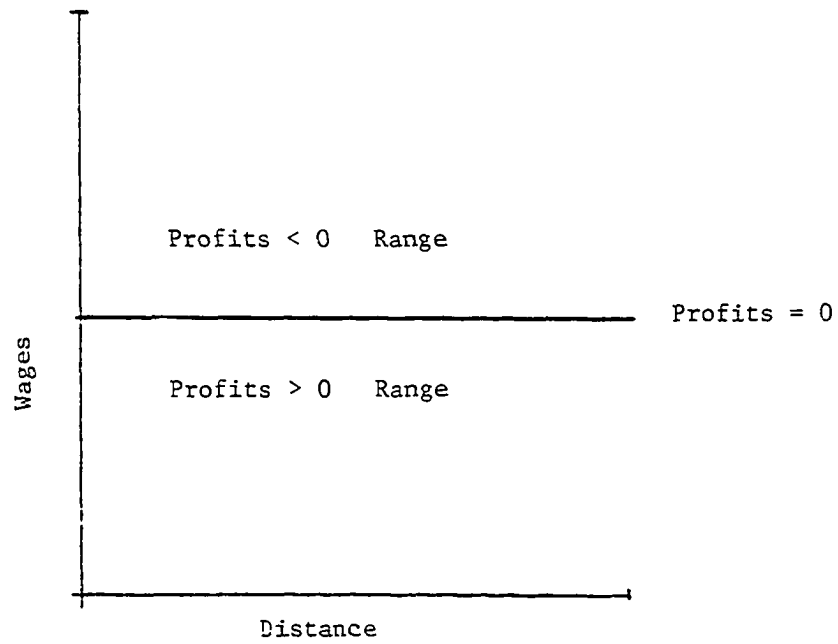 Profits < 0 Range
Profits = 0
Wages
Profits > 0 Range
Distance